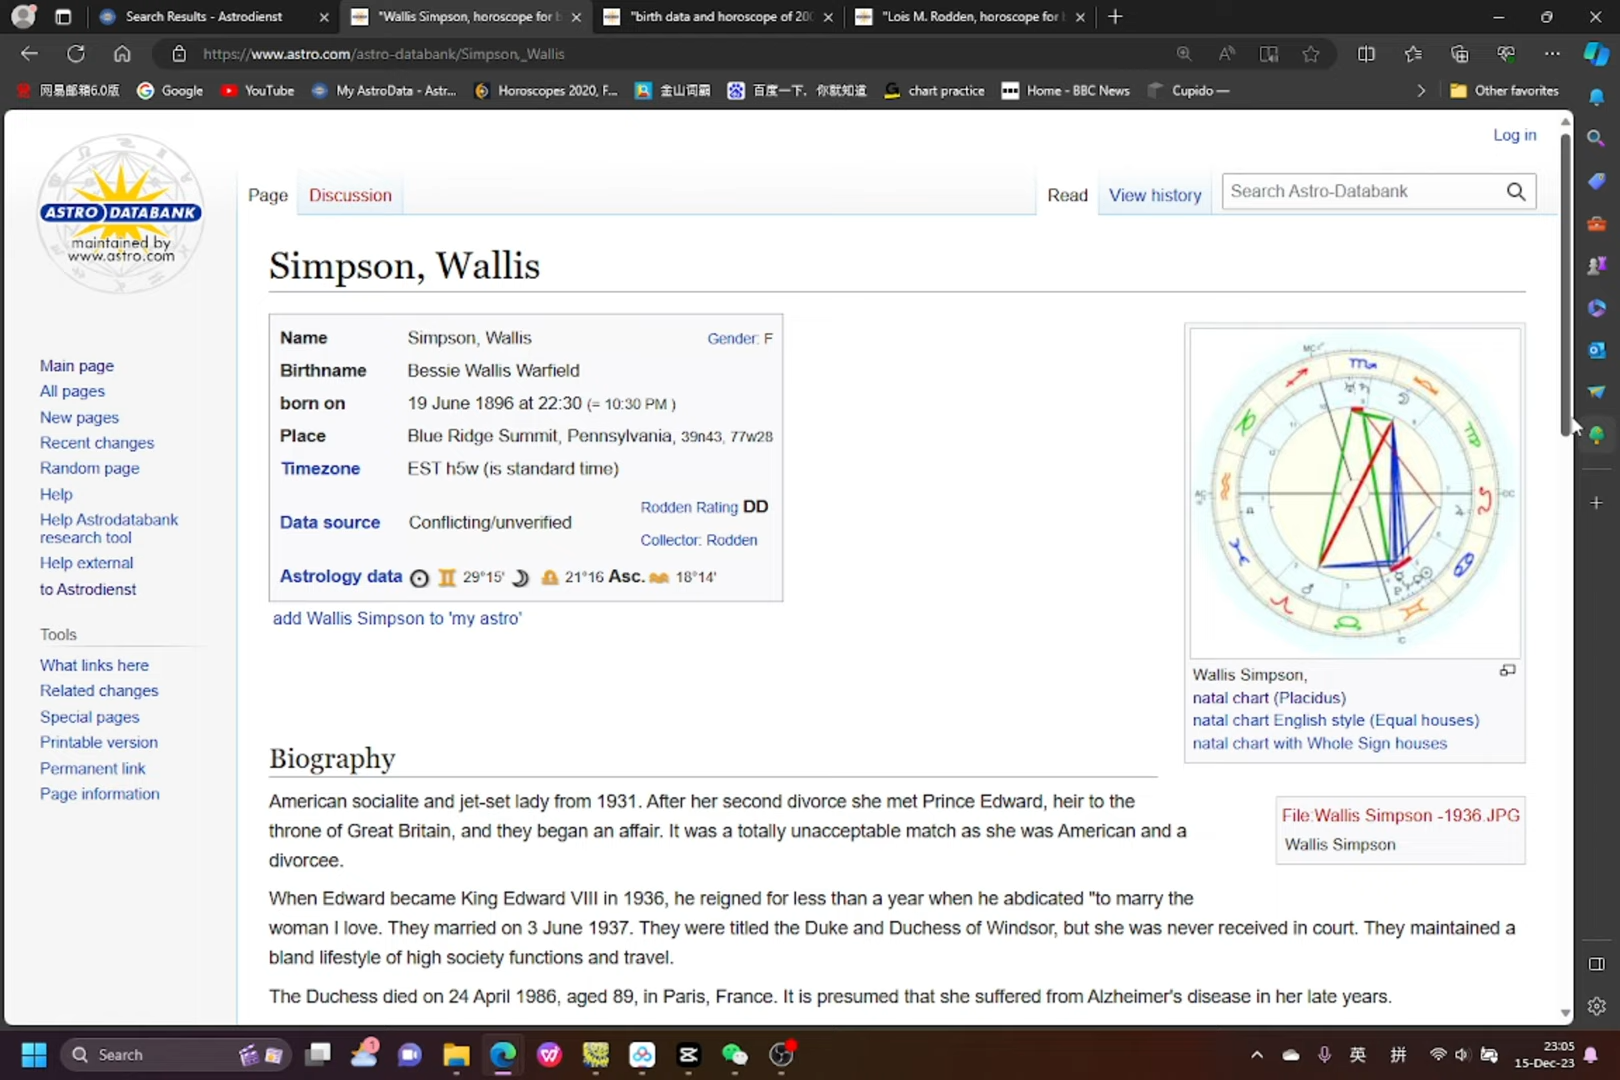 Search Results - Astrodienst
"Wallis Simpson, horoscope for b
"birth data and horoscope of 200
"Lois M. Rodden, horoscope for
https://www.astro.com/astro-databank/Simpson,_Wallis
网易邮箱6.0版
Google
YouTube
My AstroData - Astr...
Horoscopes 2020, F...
金山词霸
百度一下，你就知道
chart practice
Home - BBC News
Cupido —
Other favorites
Log in
ASTRO DATABANK
maintained by
www.astro.com
Page
Discussion
Read
View history
Search Astro-Databank
Simpson, Wallis
Name Simpson, Wallis Gender: F
Birthname Bessie Wallis Warfield
born on 19 June 1896 at 22:30 (= 10:30 PM )
Place Blue Ridge Summit, Pennsylvania, 39n43, 77w28
Timezone EST h5w (is standard time)
Data source Conflicting/unverified
Rodden Rating DD
Collector: Rodden
Astrology data 29°15' 21°16 Asc. 18°14'
add Wallis Simpson to 'my astro'
Main page
All pages
New pages
Recent changes
Random page
Help
Help Astrodatabank
research tool
Help external
to Astrodienst
Tools
What links here
Related changes
Special pages
Printable version
Permanent link
Page information
MC
AC
DC
IC
Wallis Simpson,
natal chart (Placidus)
natal chart English style (Equal houses)
natal chart with Whole Sign houses
File:Wallis Simpson -1936.JPG
Wallis Simpson
Biography
American socialite and jet-set lady from 1931. After her second divorce she met Prince Edward, heir to the
throne of Great Britain, and they began an affair. It was a totally unacceptable match as she was American and a
divorcee.
When Edward became King Edward VIII in 1936, he reigned for less than a year when he abdicated "to marry the
woman I love. They married on 3 June 1937. They were titled the Duke and Duchess of Windsor, but she was never received in court. They maintained a
bland lifestyle of high society functions and travel.
The Duchess died on 24 April 1986, aged 89, in Paris, France. It is presumed that she suffered from Alzheimer's disease in her late years.
Search
1
英
拼
23:05
15-Dec-23